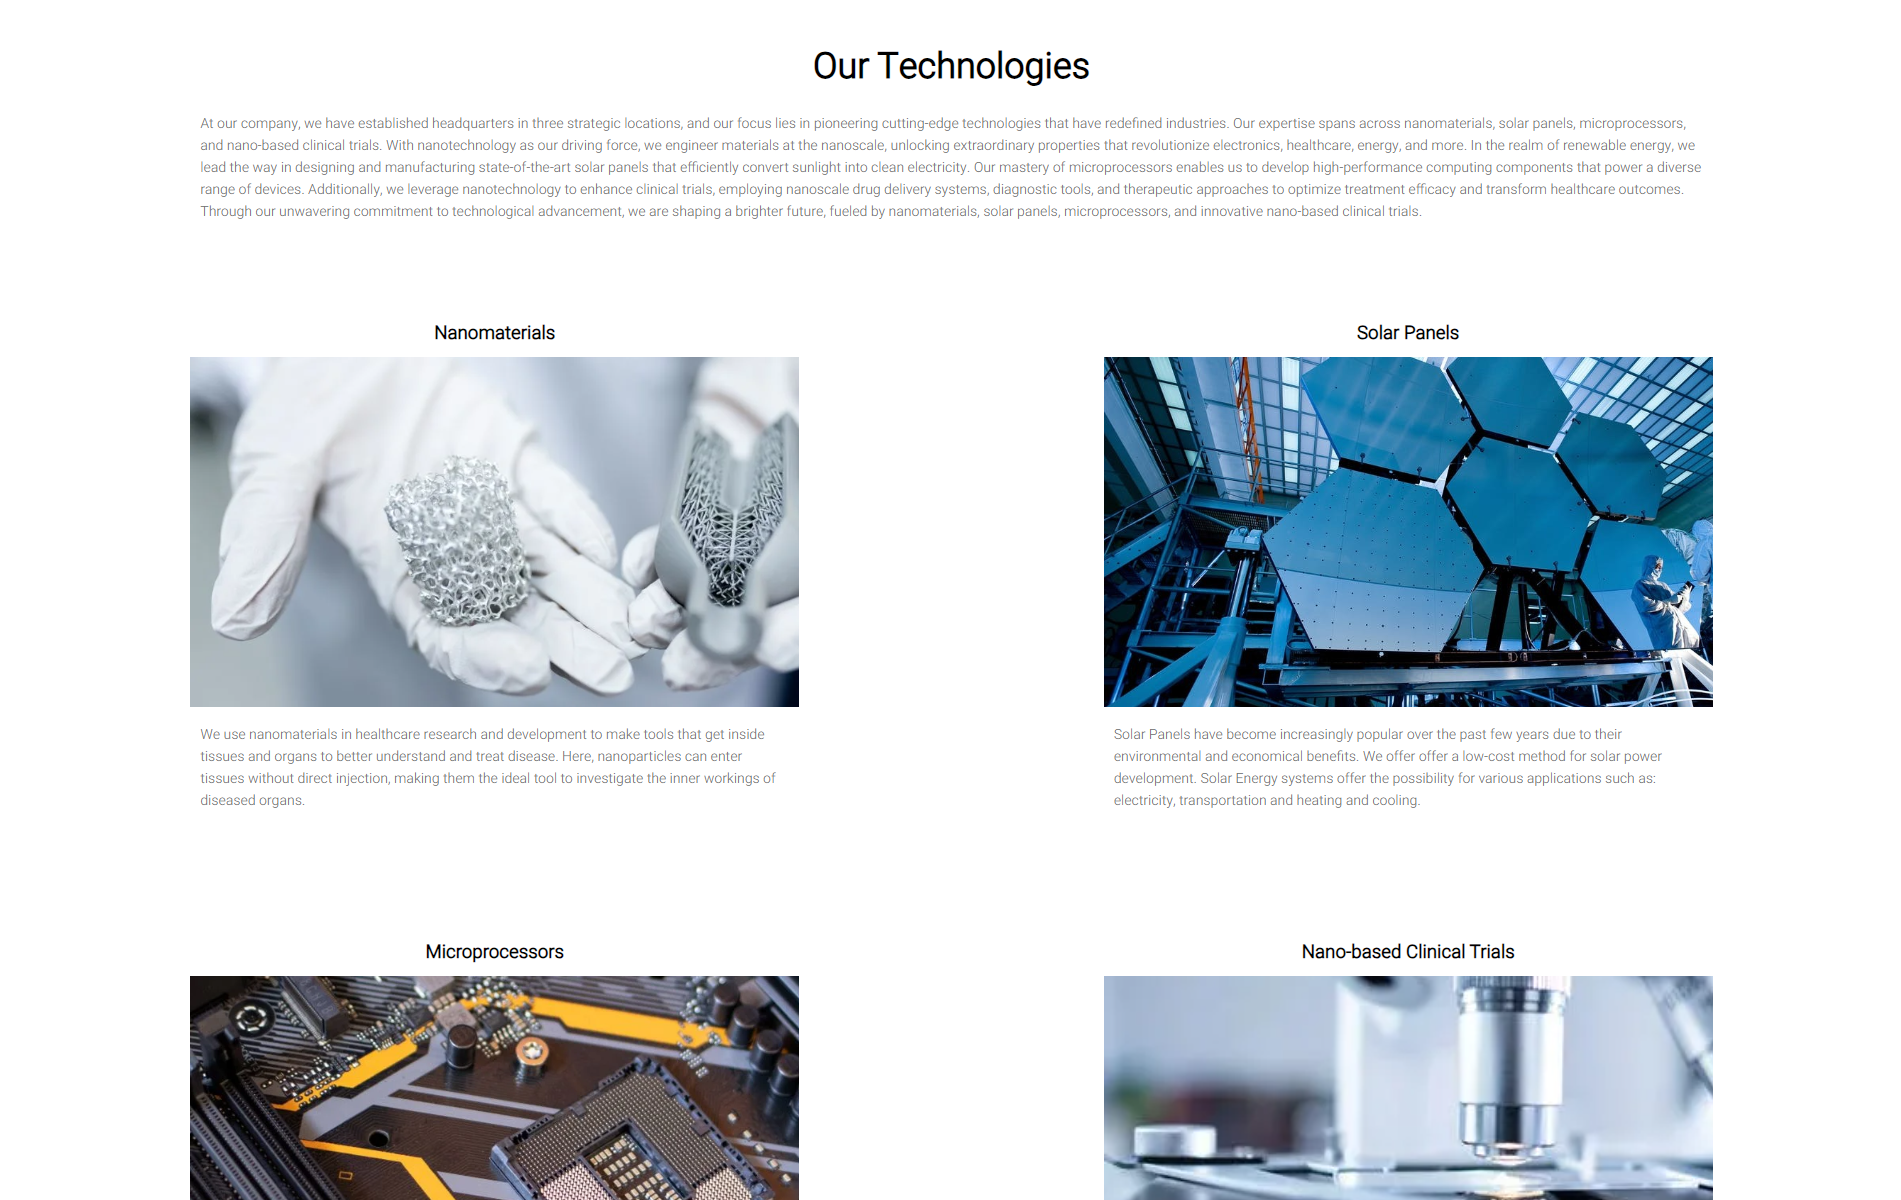 Our Technologies
At our company, we have established headquarters in three strategic locations, and our focus lies in pioneering cutting-edge technologies that have redefined industries. Our expertise spans across nanomaterials, solar panels, microprocessors,
and nano-based clinical trials. With nanotechnology as our driving force, we engineer materials at the nanoscale, unlocking extraordinary properties that revolutionize electronics, healthcare, energy, and more. In the realm of renewable energy, we
lead the way in designing and manufacturing state-of-the-art solar panels that efficiently convert sunlight into clean electricity. Our mastery of microprocessors enables us to develop high-performance computing components that power a diverse
range of devices. Additionally, we leverage nanotechnology to enhance clinical trials, employing nanoscale drug delivery systems, diagnostic tools, and therapeutic approaches to optimize treatment efficacy and transform healthcare outcomes.
Through our unwavering commitment to technological advancement, we are shaping a brighter future, fueled by nanomaterials, solar panels, microprocessors, and innovative nano-based clinical trials.
Nanomaterials
We use nanomaterials in healthcare research and development to make tools that get inside
tissues and organs to better understand and treat disease. Here, nanoparticles can enter
tissues without direct injection, making them the ideal tool to investigate the inner workings of
diseased organs.
Solar Panels
Solar Panels have become increasingly popular over the past few years due to their
environmental and economical benefits. We offer offer a low-cost method for solar power
development. Solar Energy systems offer the possibility for various applications such as:
electricity, transportation and heating and cooling.
Microprocessors
Nano-based Clinical Trials